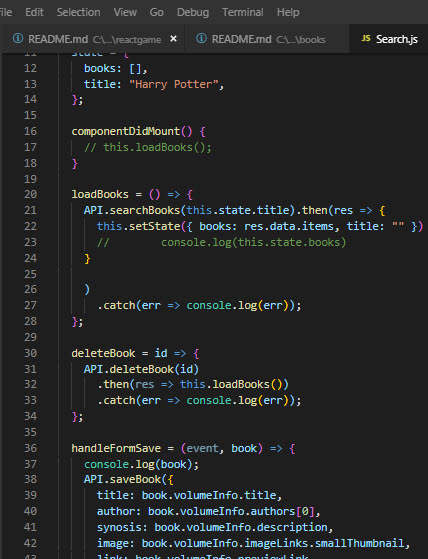 File Edit Selection View Go Debug Terminal Help
README.md C:\...\reactgame × README.md C:\...\books JS Search.js
11 state = {
12 books: [],
13 title: "Harry Potter",
14 };
15
16 componentDidMount() {
17 // this.loadBooks();
18 }
19
20 loadBooks = () => {
21 API.searchBooks(this.state.title).then(res => {
22 this.setState({ books: res.data.items, title: "" })
23 // console.log(this.state.books)
24 }
25
26 )
27 .catch(err => console.log(err));
28 };
29
30 deleteBook = id => {
31 API.deleteBook(id)
32 .then(res => this.loadBooks())
33 .catch(err => console.log(err));
34 };
35
36 handleFormSave = (event, book) => {
37 console.log(book);
38 API.saveBook({
39 title: book.volumeInfo.title,
40 author: book.volumeInfo.authors[0],
41 synosis: book.volumeInfo.description,
42 image: book.volumeInfo.imageLinks.smallThumbnail,
link: book.volumeInfo.previewLink